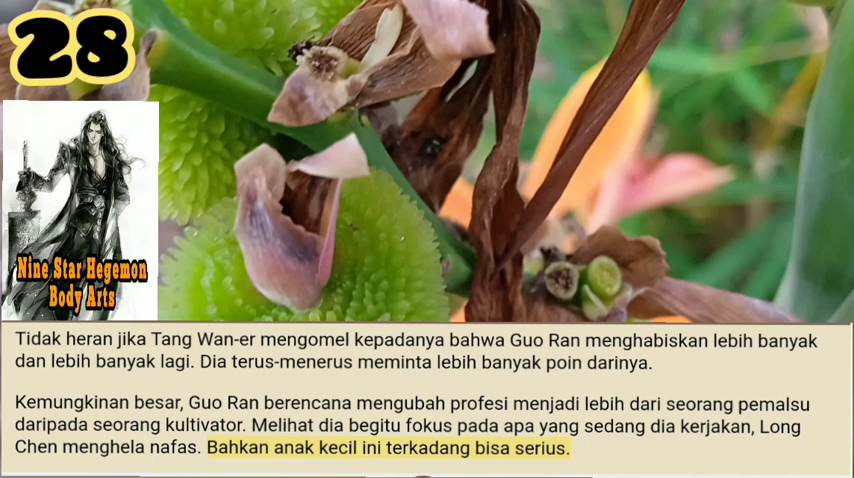 28
Nine Star Hegemon
Body Arts
Tidak heran jika Tang Wan-er mengomel kepadanya bahwa Guo Ran menghabiskan lebih banyak
dan lebih banyak lagi. Dia terus-menerus meminta lebih banyak poin darinya.
Kemungkinan besar, Guo Ran berencana mengubah profesi menjadi lebih dari seorang pemalsu
daripada seorang kultivator. Melihat dia begitu fokus pada apa yang sedang dia kerjakan, Long
Chen menghela nafas. Bahkan anak kecil ini terkadang bisa serius.